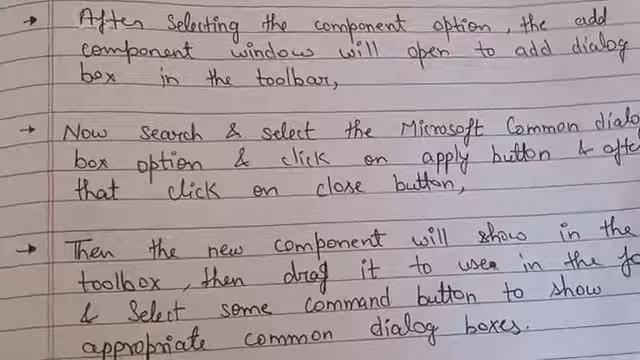 → After selecting the component option, the add
component window will open to add dialog
box in the toolbar,
→ Now search & select the Microsoft Common dialo
box option & click on apply button & afte
that click on close button,
→ Then the new component will show in the
toolbox, then drag it to use in the fo
& select some command button to show
appropriate common dialog boxes.